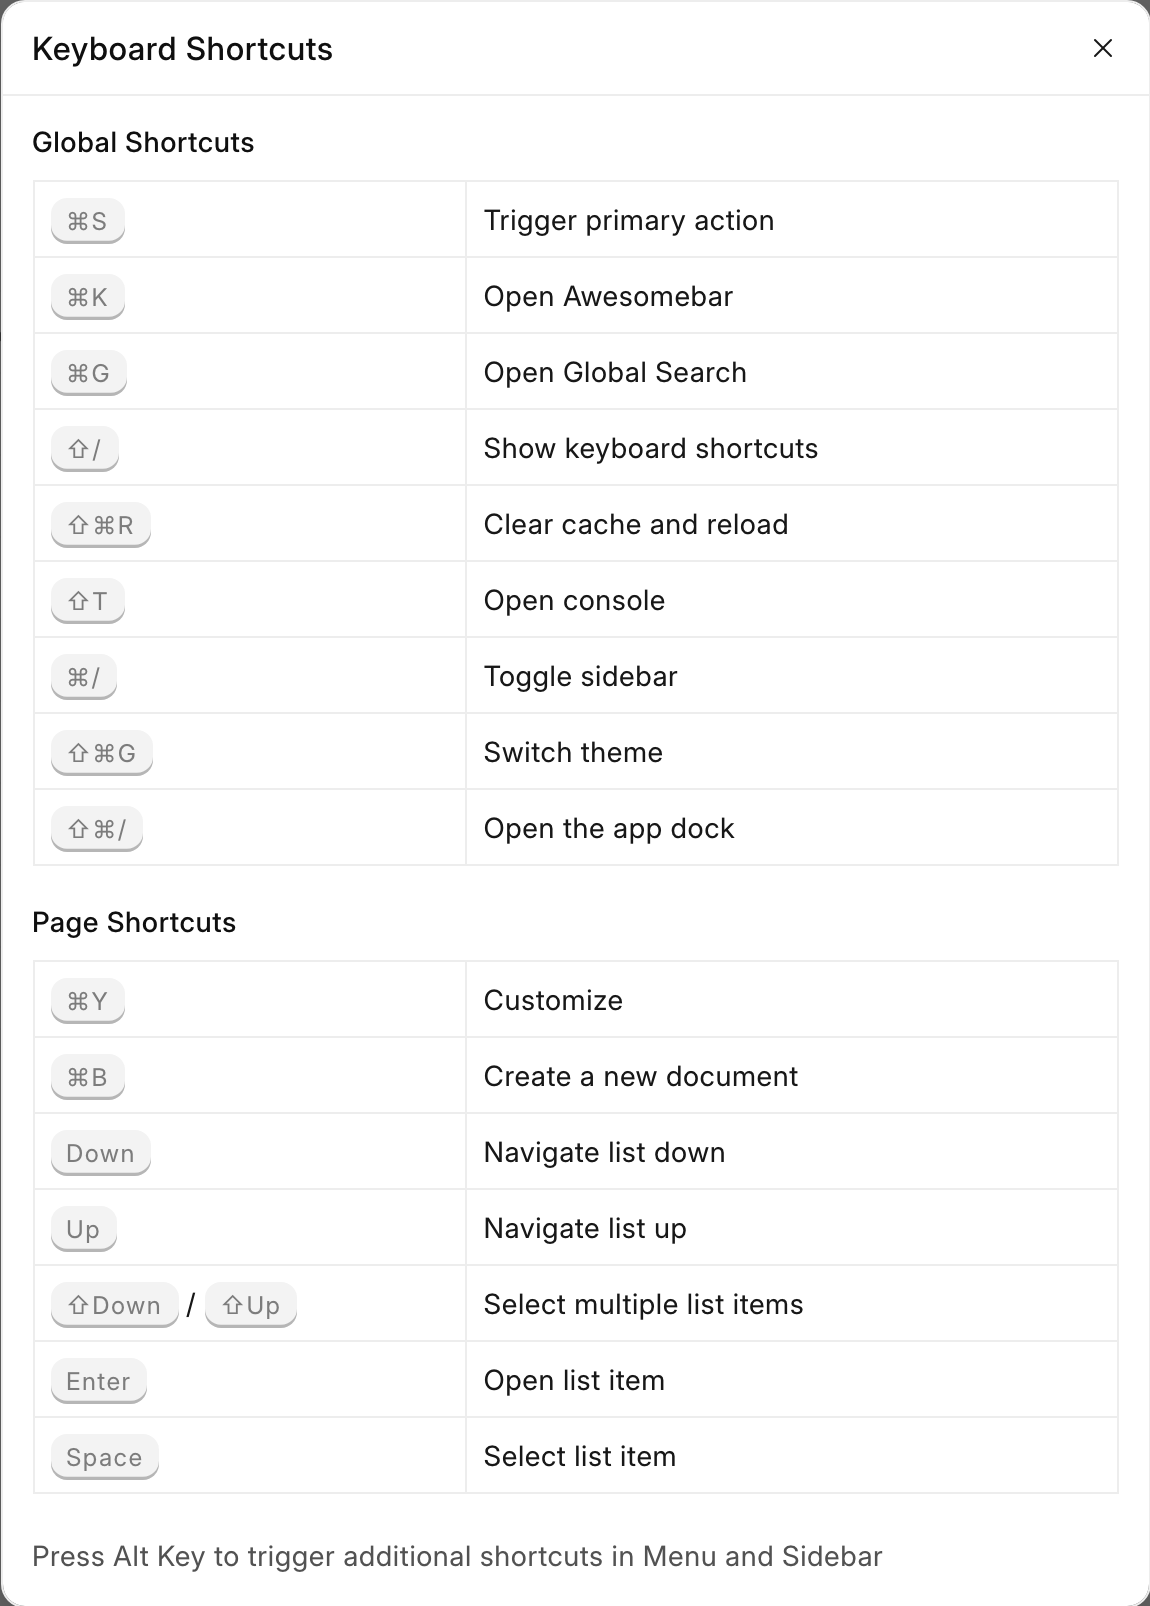 Keyboard Shortcuts
Global Shortcuts
⌘S Trigger primary action
⌘K Open Awesomebar
⌘G Open Global Search
⇧/ Show keyboard shortcuts
⇧⌘R Clear cache and reload
⇧T Open console
⌘/ Toggle sidebar
⇧⌘G Switch theme
⇧⌘/ Open the app dock
Page Shortcuts
⌘Y Customize
⌘B Create a new document
Down Navigate list down
Up Navigate list up
⇧Down / ⇧Up Select multiple list items
Enter Open list item
Space Select list item
Press Alt Key to trigger additional shortcuts in Menu and Sidebar